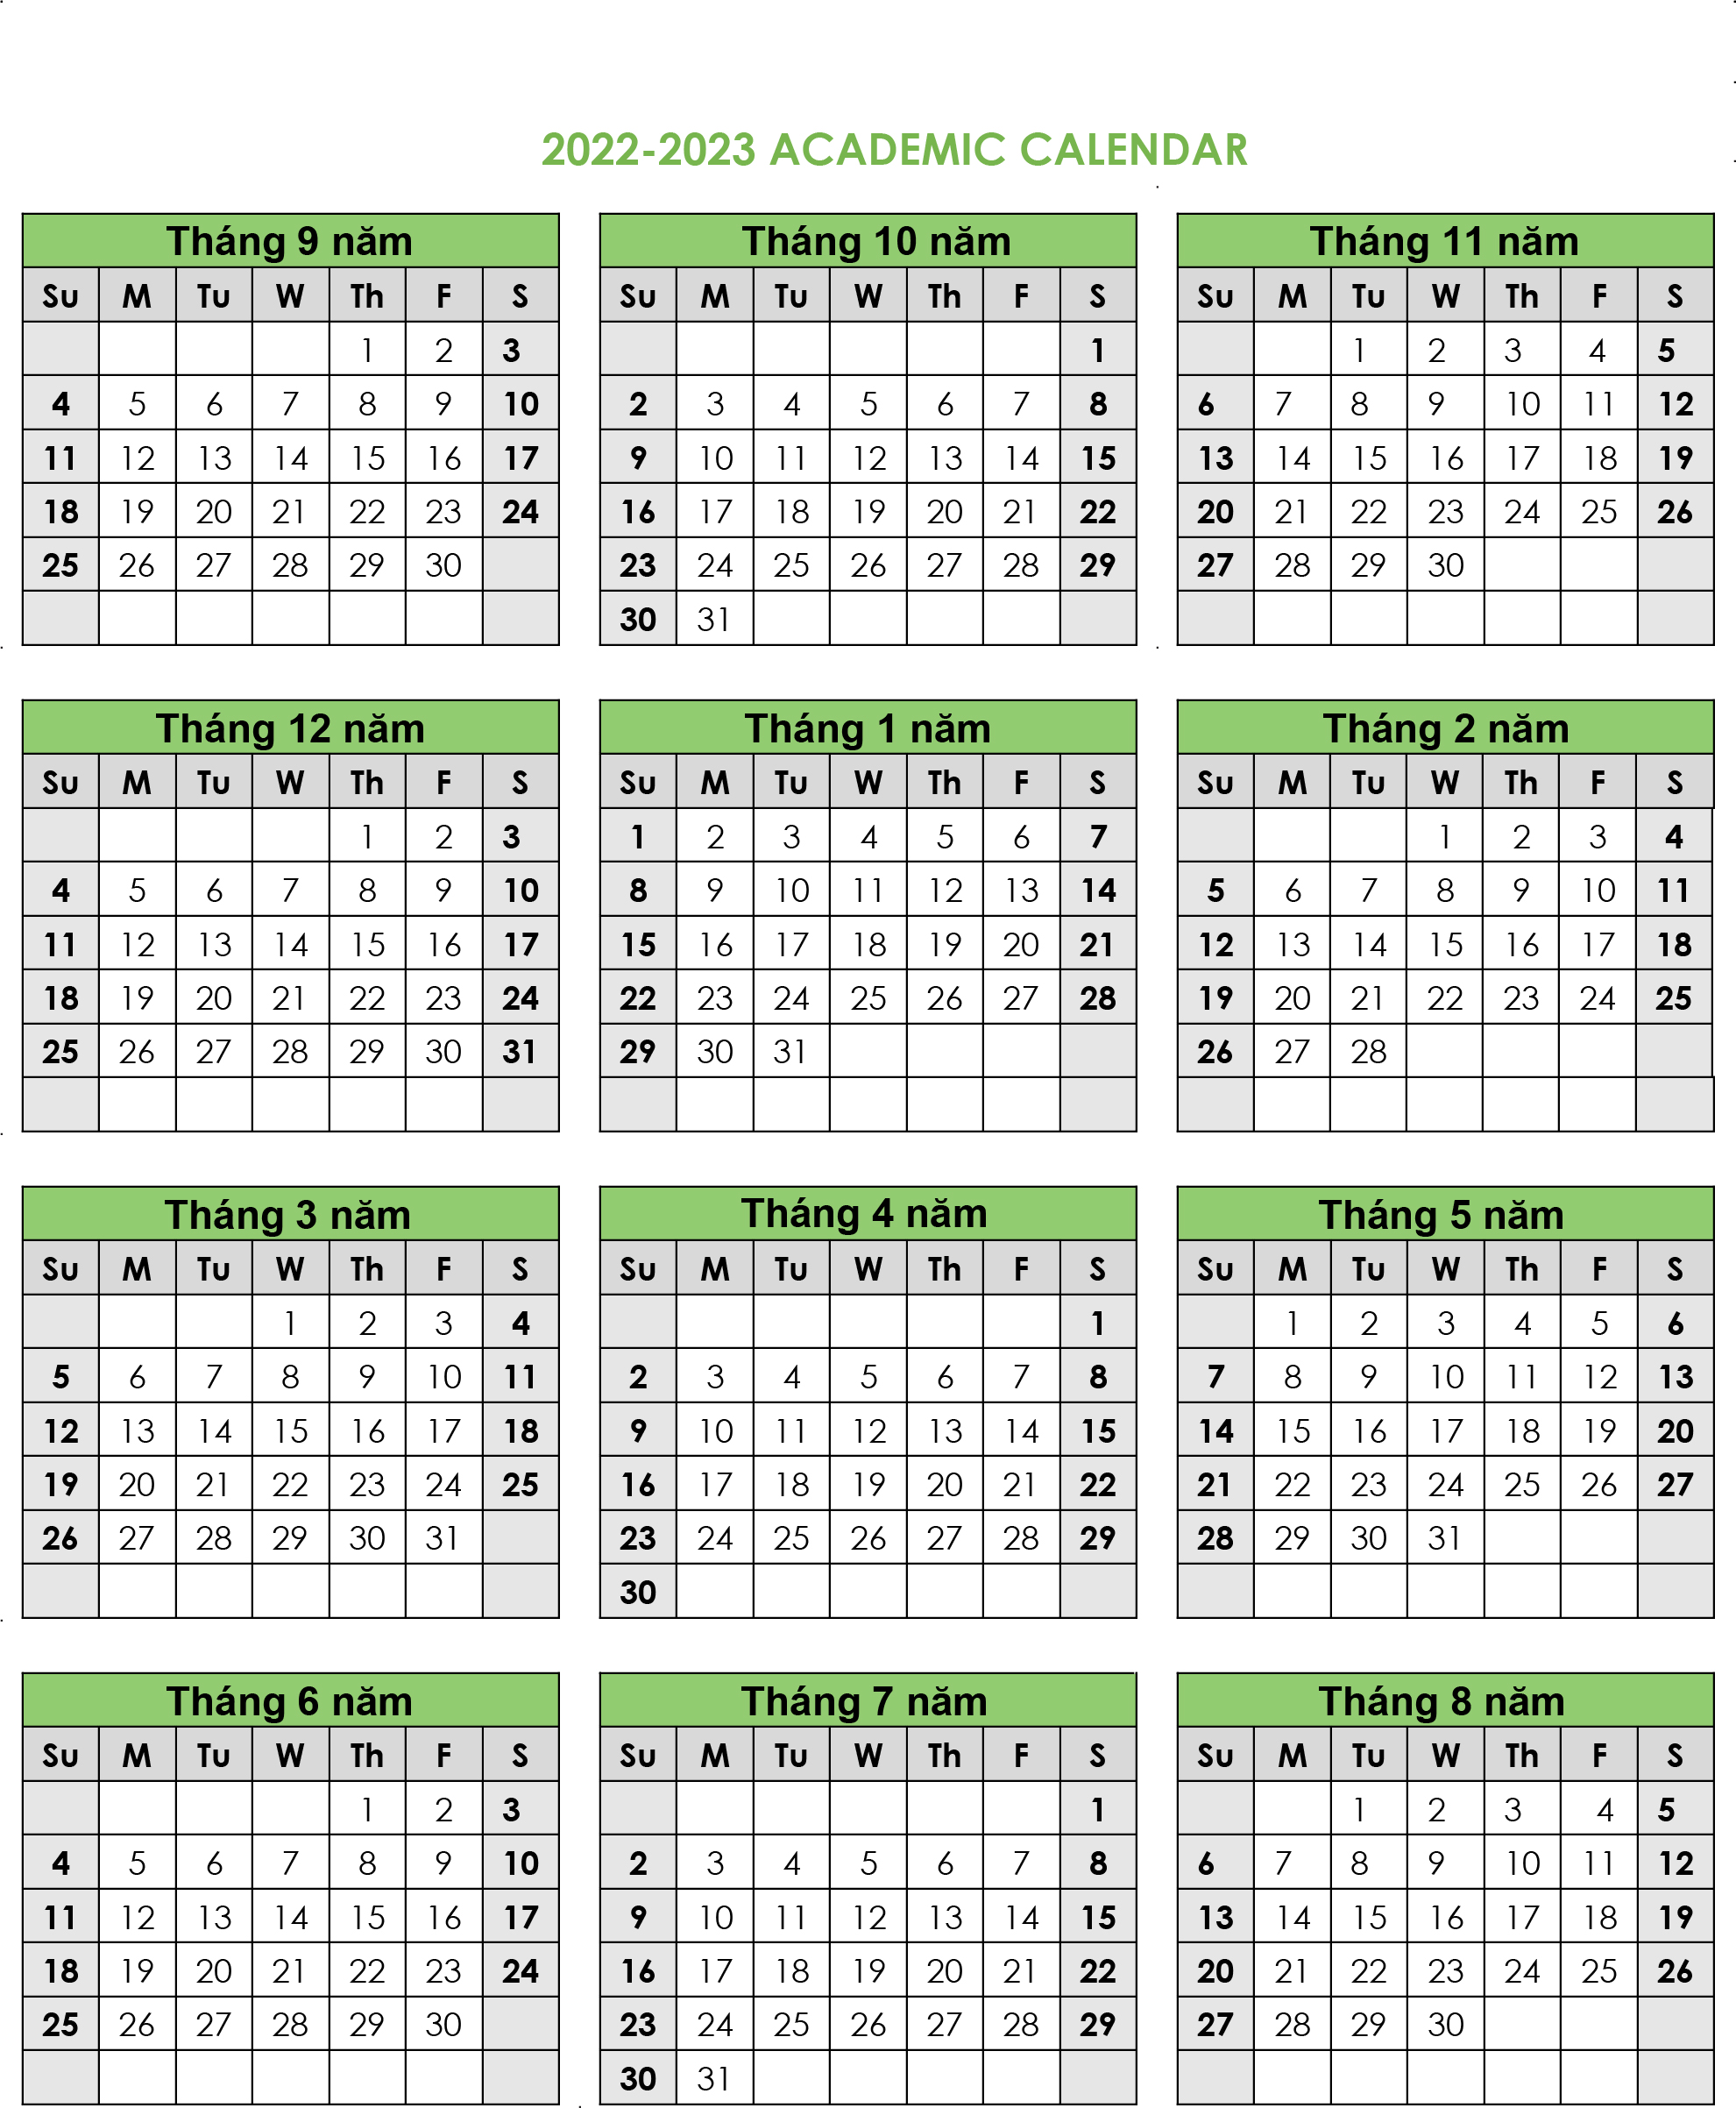 2022-2023 ACADEMIC CALENDAR
Tháng 9 năm
Su M Tu W Th F S
1 2 3
4 5 6 7 8 9 10
11 12 13 14 15 16 17
18 19 20 21 22 23 24
25 26 27 28 29 30
Tháng 10 năm
Su M Tu W Th F S
1
2 3 4 5 6 7 8
9 10 11 12 13 14 15
16 17 18 19 20 21 22
23 24 25 26 27 28 29
30 31
Tháng 11 năm
Su M Tu W Th F S
1 2 3 4 5
6 7 8 9 10 11 12
13 14 15 16 17 18 19
20 21 22 23 24 25 26
27 28 29 30
Tháng 12 năm
Su M Tu W Th F S
1 2 3
4 5 6 7 8 9 10
11 12 13 14 15 16 17
18 19 20 21 22 23 24
25 26 27 28 29 30 31
Tháng 1 năm
Su M Tu W Th F S
1 2 3 4 5 6 7
8 9 10 11 12 13 14
15 16 17 18 19 20 21
22 23 24 25 26 27 28
29 30 31
Tháng 2 năm
Su M Tu W Th F S
1 2 3 4
5 6 7 8 9 10 11
12 13 14 15 16 17 18
19 20 21 22 23 24 25
26 27 28
Tháng 3 năm
Su M Tu W Th F S
1 2 3 4
5 6 7 8 9 10 11
12 13 14 15 16 17 18
19 20 21 22 23 24 25
26 27 28 29 30 31
Tháng 4 năm
Su M Tu W Th F S
1
2 3 4 5 6 7 8
9 10 11 12 13 14 15
16 17 18 19 20 21 22
23 24 25 26 27 28 29
30
Tháng 5 năm
Su M Tu W Th F S
1 2 3 4 5 6
7 8 9 10 11 12 13
14 15 16 17 18 19 20
21 22 23 24 25 26 27
28 29 30 31
Tháng 6 năm
Su M Tu W Th F S
1 2 3
4 5 6 7 8 9 10
11 12 13 14 15 16 17
18 19 20 21 22 23 24
25 26 27 28 29 30
Tháng 7 năm
Su M Tu W Th F S
1
2 3 4 5 6 7 8
9 10 11 12 13 14 15
16 17 18 19 20 21 22
23 24 25 26 27 28 29
30 31
Tháng 8 năm
Su M Tu W Th F S
1 2 3 4 5
6 7 8 9 10 11 12
13 14 15 16 17 18 19
20 21 22 23 24 25 26
27 28 29 30